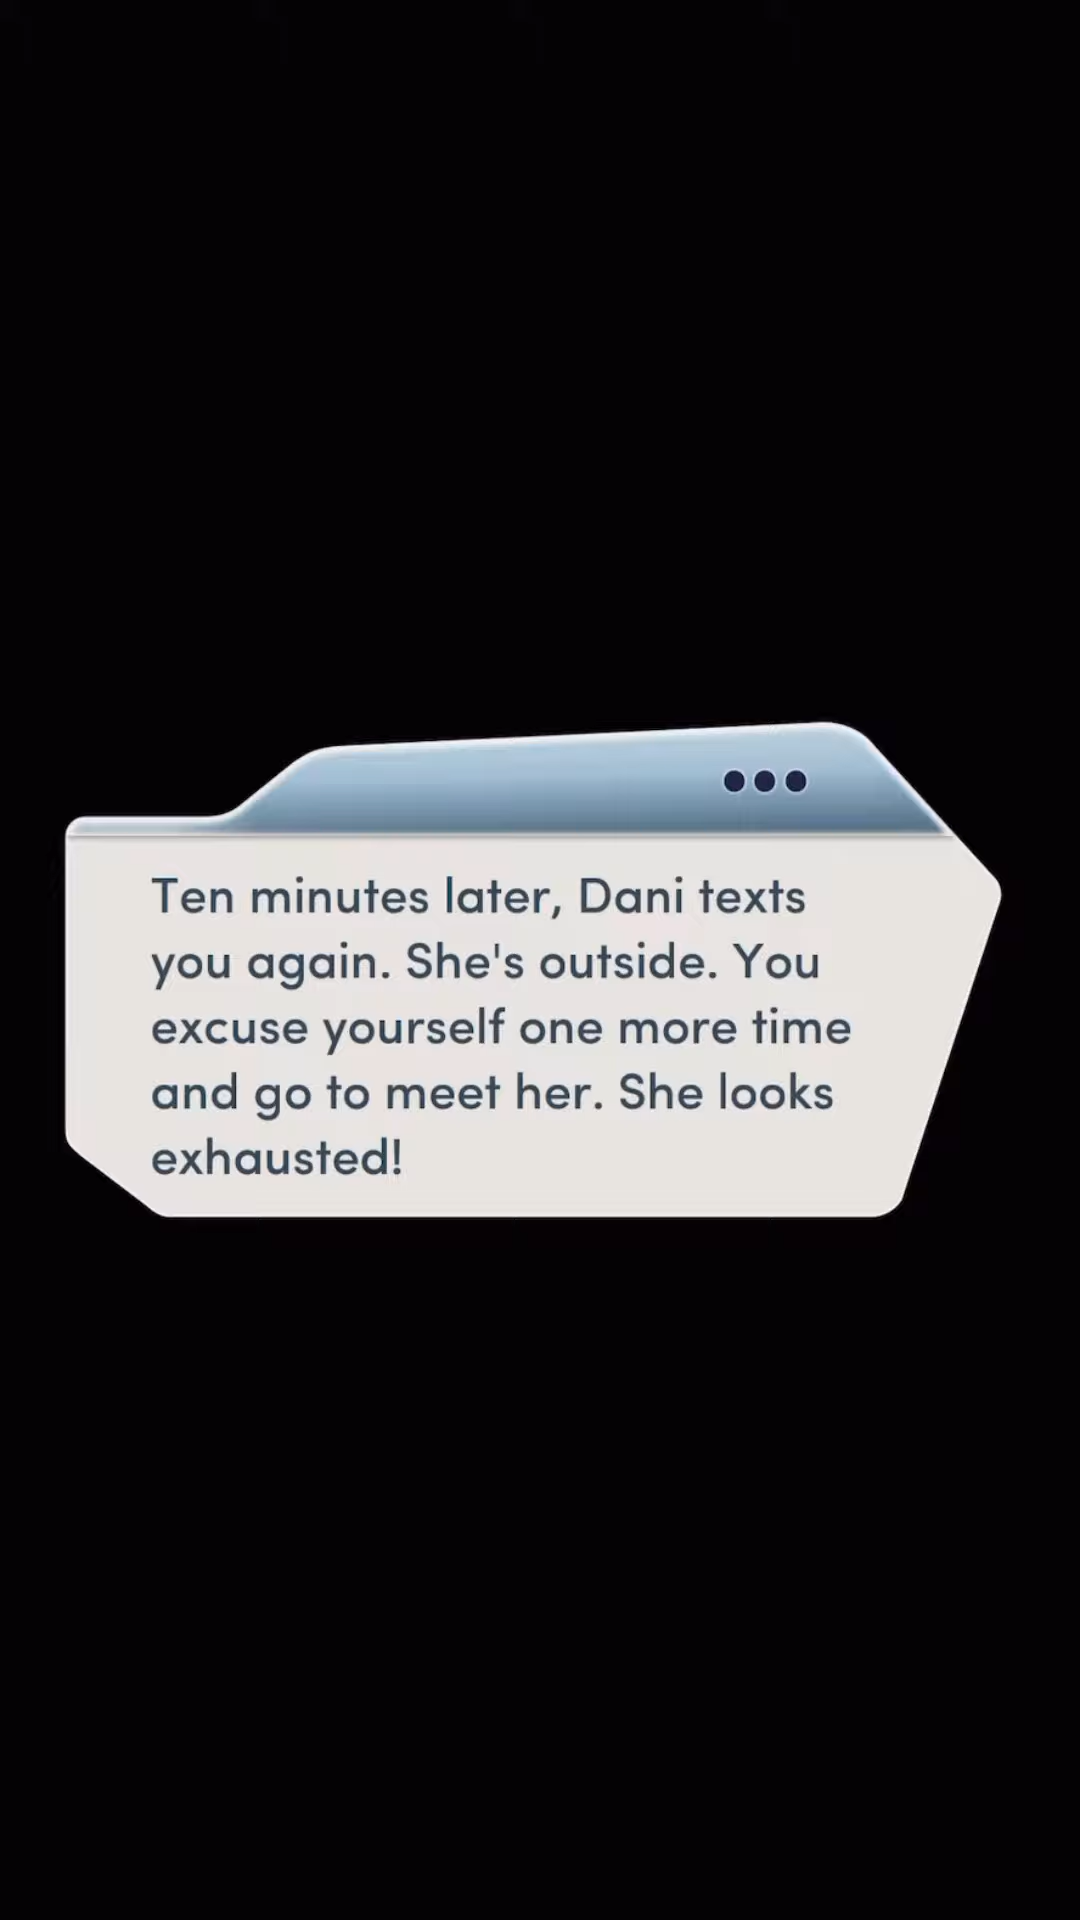 Ten minutes later, Dani texts
you again. She's outside. You
excuse yourself one more time
and go to meet her. She looks
exhausted!